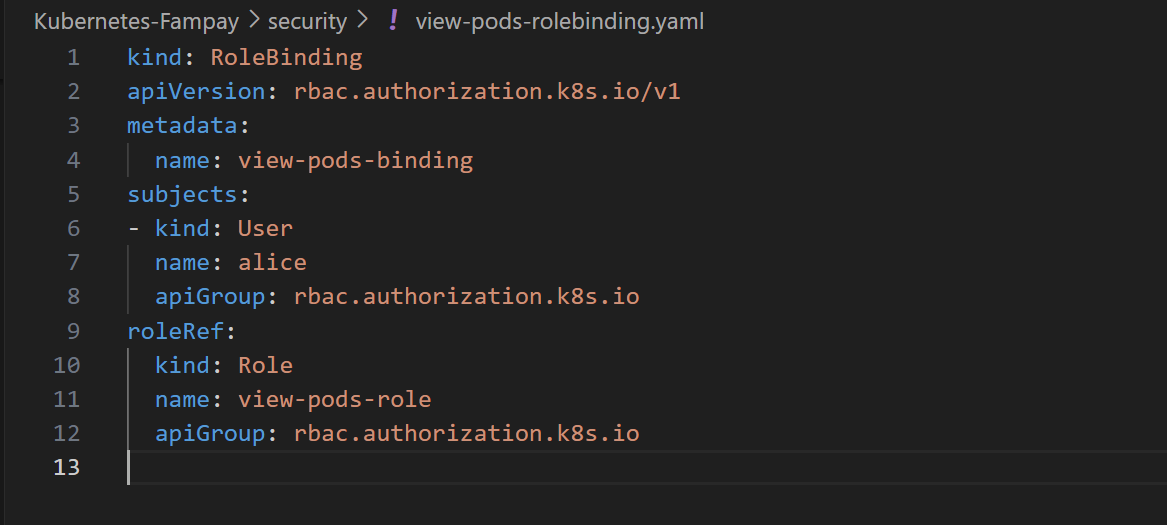 Kubernetes-Fampay > security > ! view-pods-rolebinding.yaml
1 kind: RoleBinding
2 apiVersion: rbac.authorization.k8s.io/v1
3 metadata:
4   name: view-pods-binding
5 subjects:
6 - kind: User
7   name: alice
8   apiGroup: rbac.authorization.k8s.io
9 roleRef:
10   kind: Role
11   name: view-pods-role
12   apiGroup: rbac.authorization.k8s.io
13